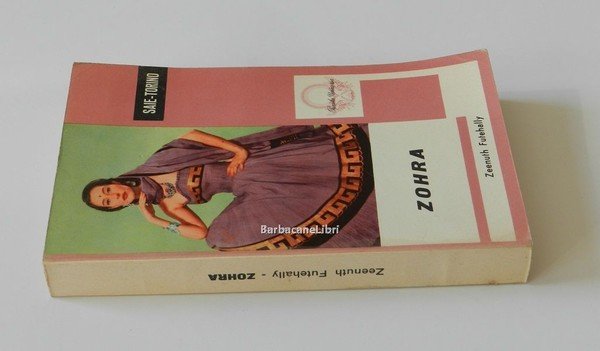 SAIE-TORINO
ZOHRA
Zeenuth Futehally
BarbacaneLibri
Zeenuth Futehally - ZOHRA